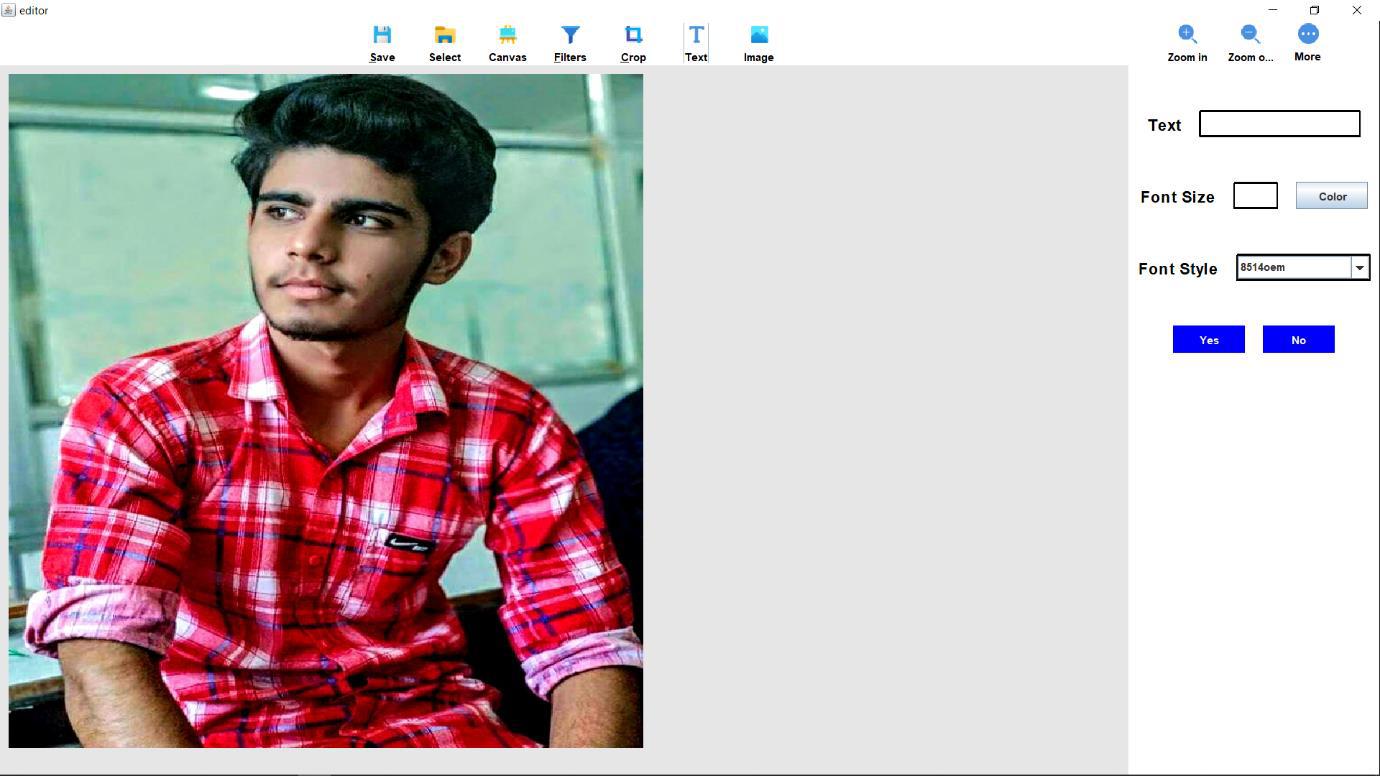 editor
Save Select Canvas Filters Crop Text Image Zoom in Zoom o... More
Text
Font Size Color
Font Style 8514oem
Yes No